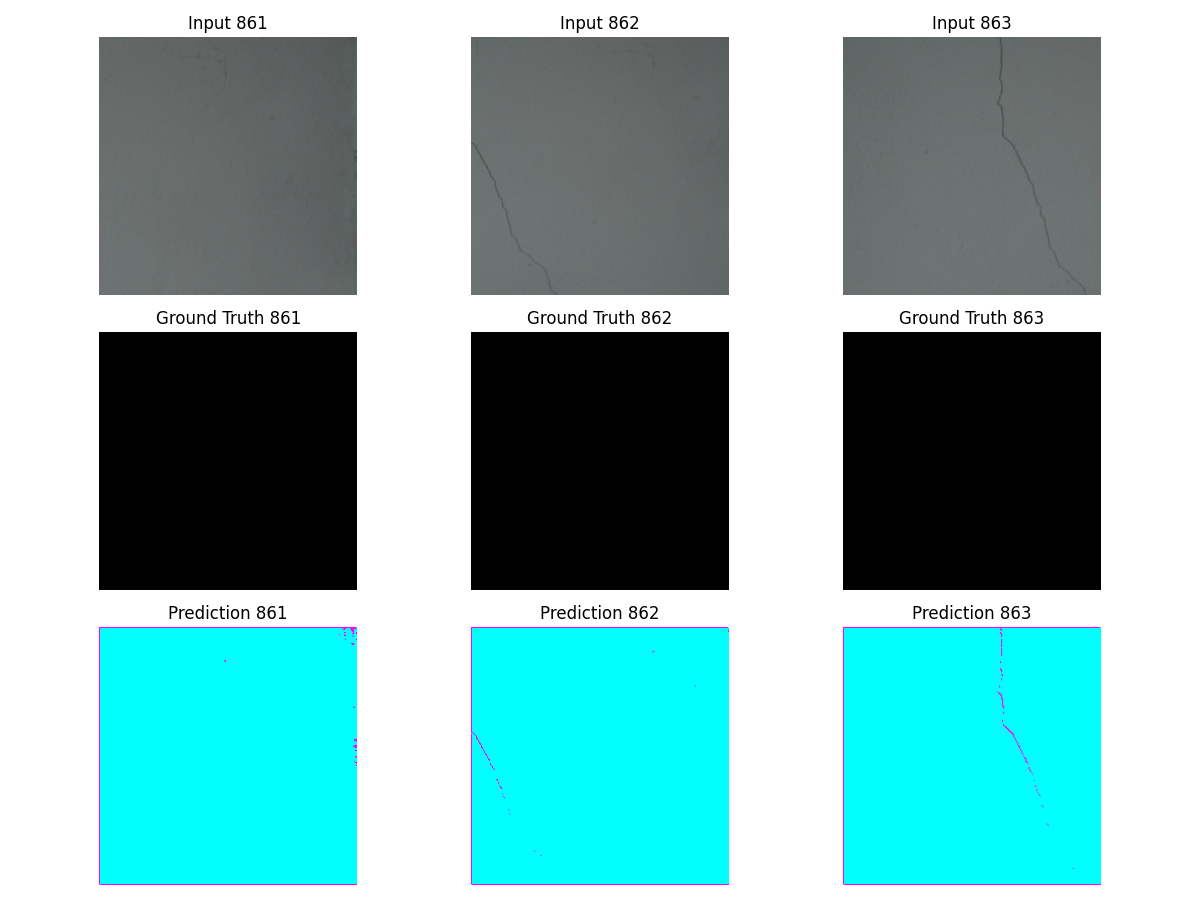 Input 861
Input 862
Input 863
Ground Truth 861
Ground Truth 862
Ground Truth 863
Prediction 861
Prediction 862
Prediction 863